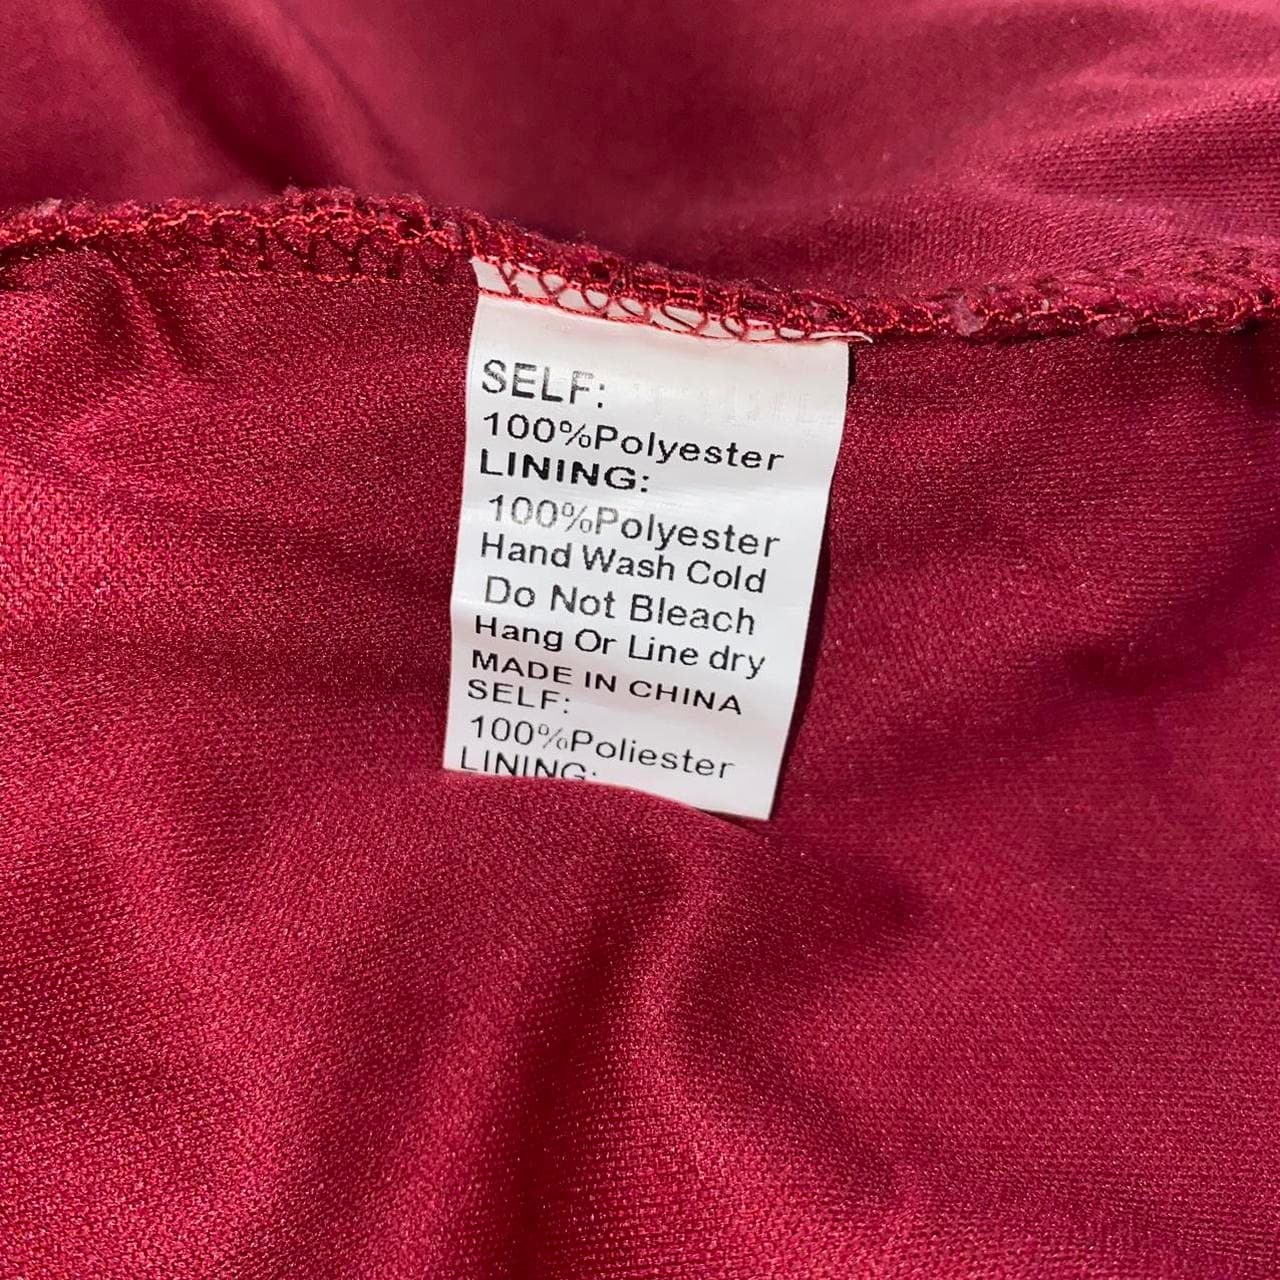 SELF:
100%Polyester
LINING:
100%Polyester
Hand Wash Cold
Do Not Bleach
Hang Or Line dry
MADE IN CHINA
SELF:
100%Poliester
LINING: